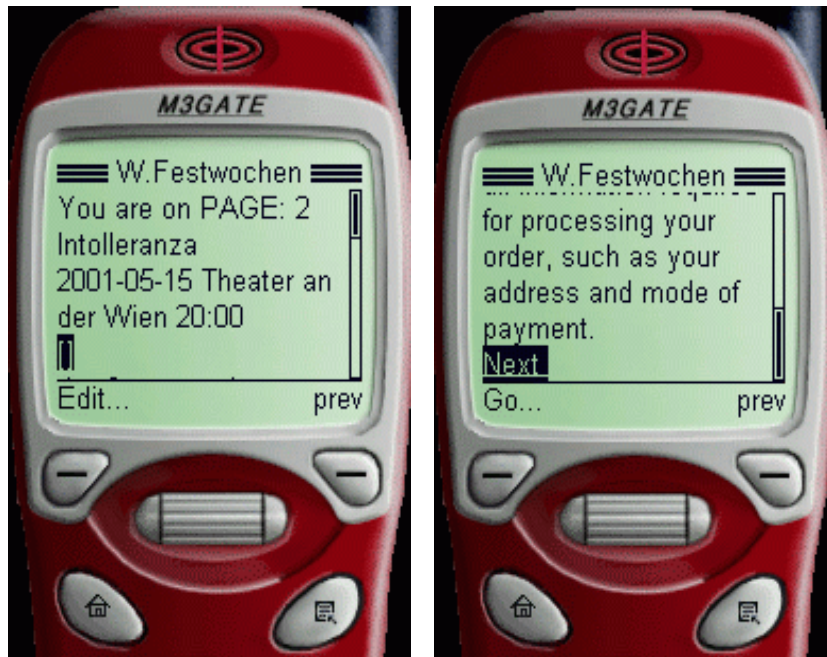 M3GATE
W.Festwochen
You are on PAGE: 2
Intolleranza
2001-05-15 Theater an
der Wien 20:00
[]
Edit... prev
M3GATE
W.Festwochen
for processing your
order, such as your
address and mode of
payment.
Next
Go... prev